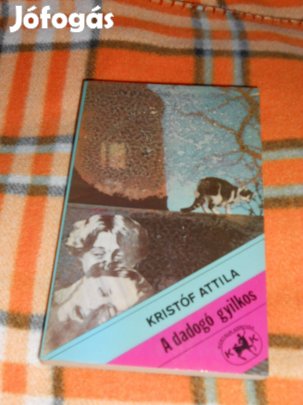 Jófogás
KRISTÓF ATTILA
A dadogó gyilkos
K K